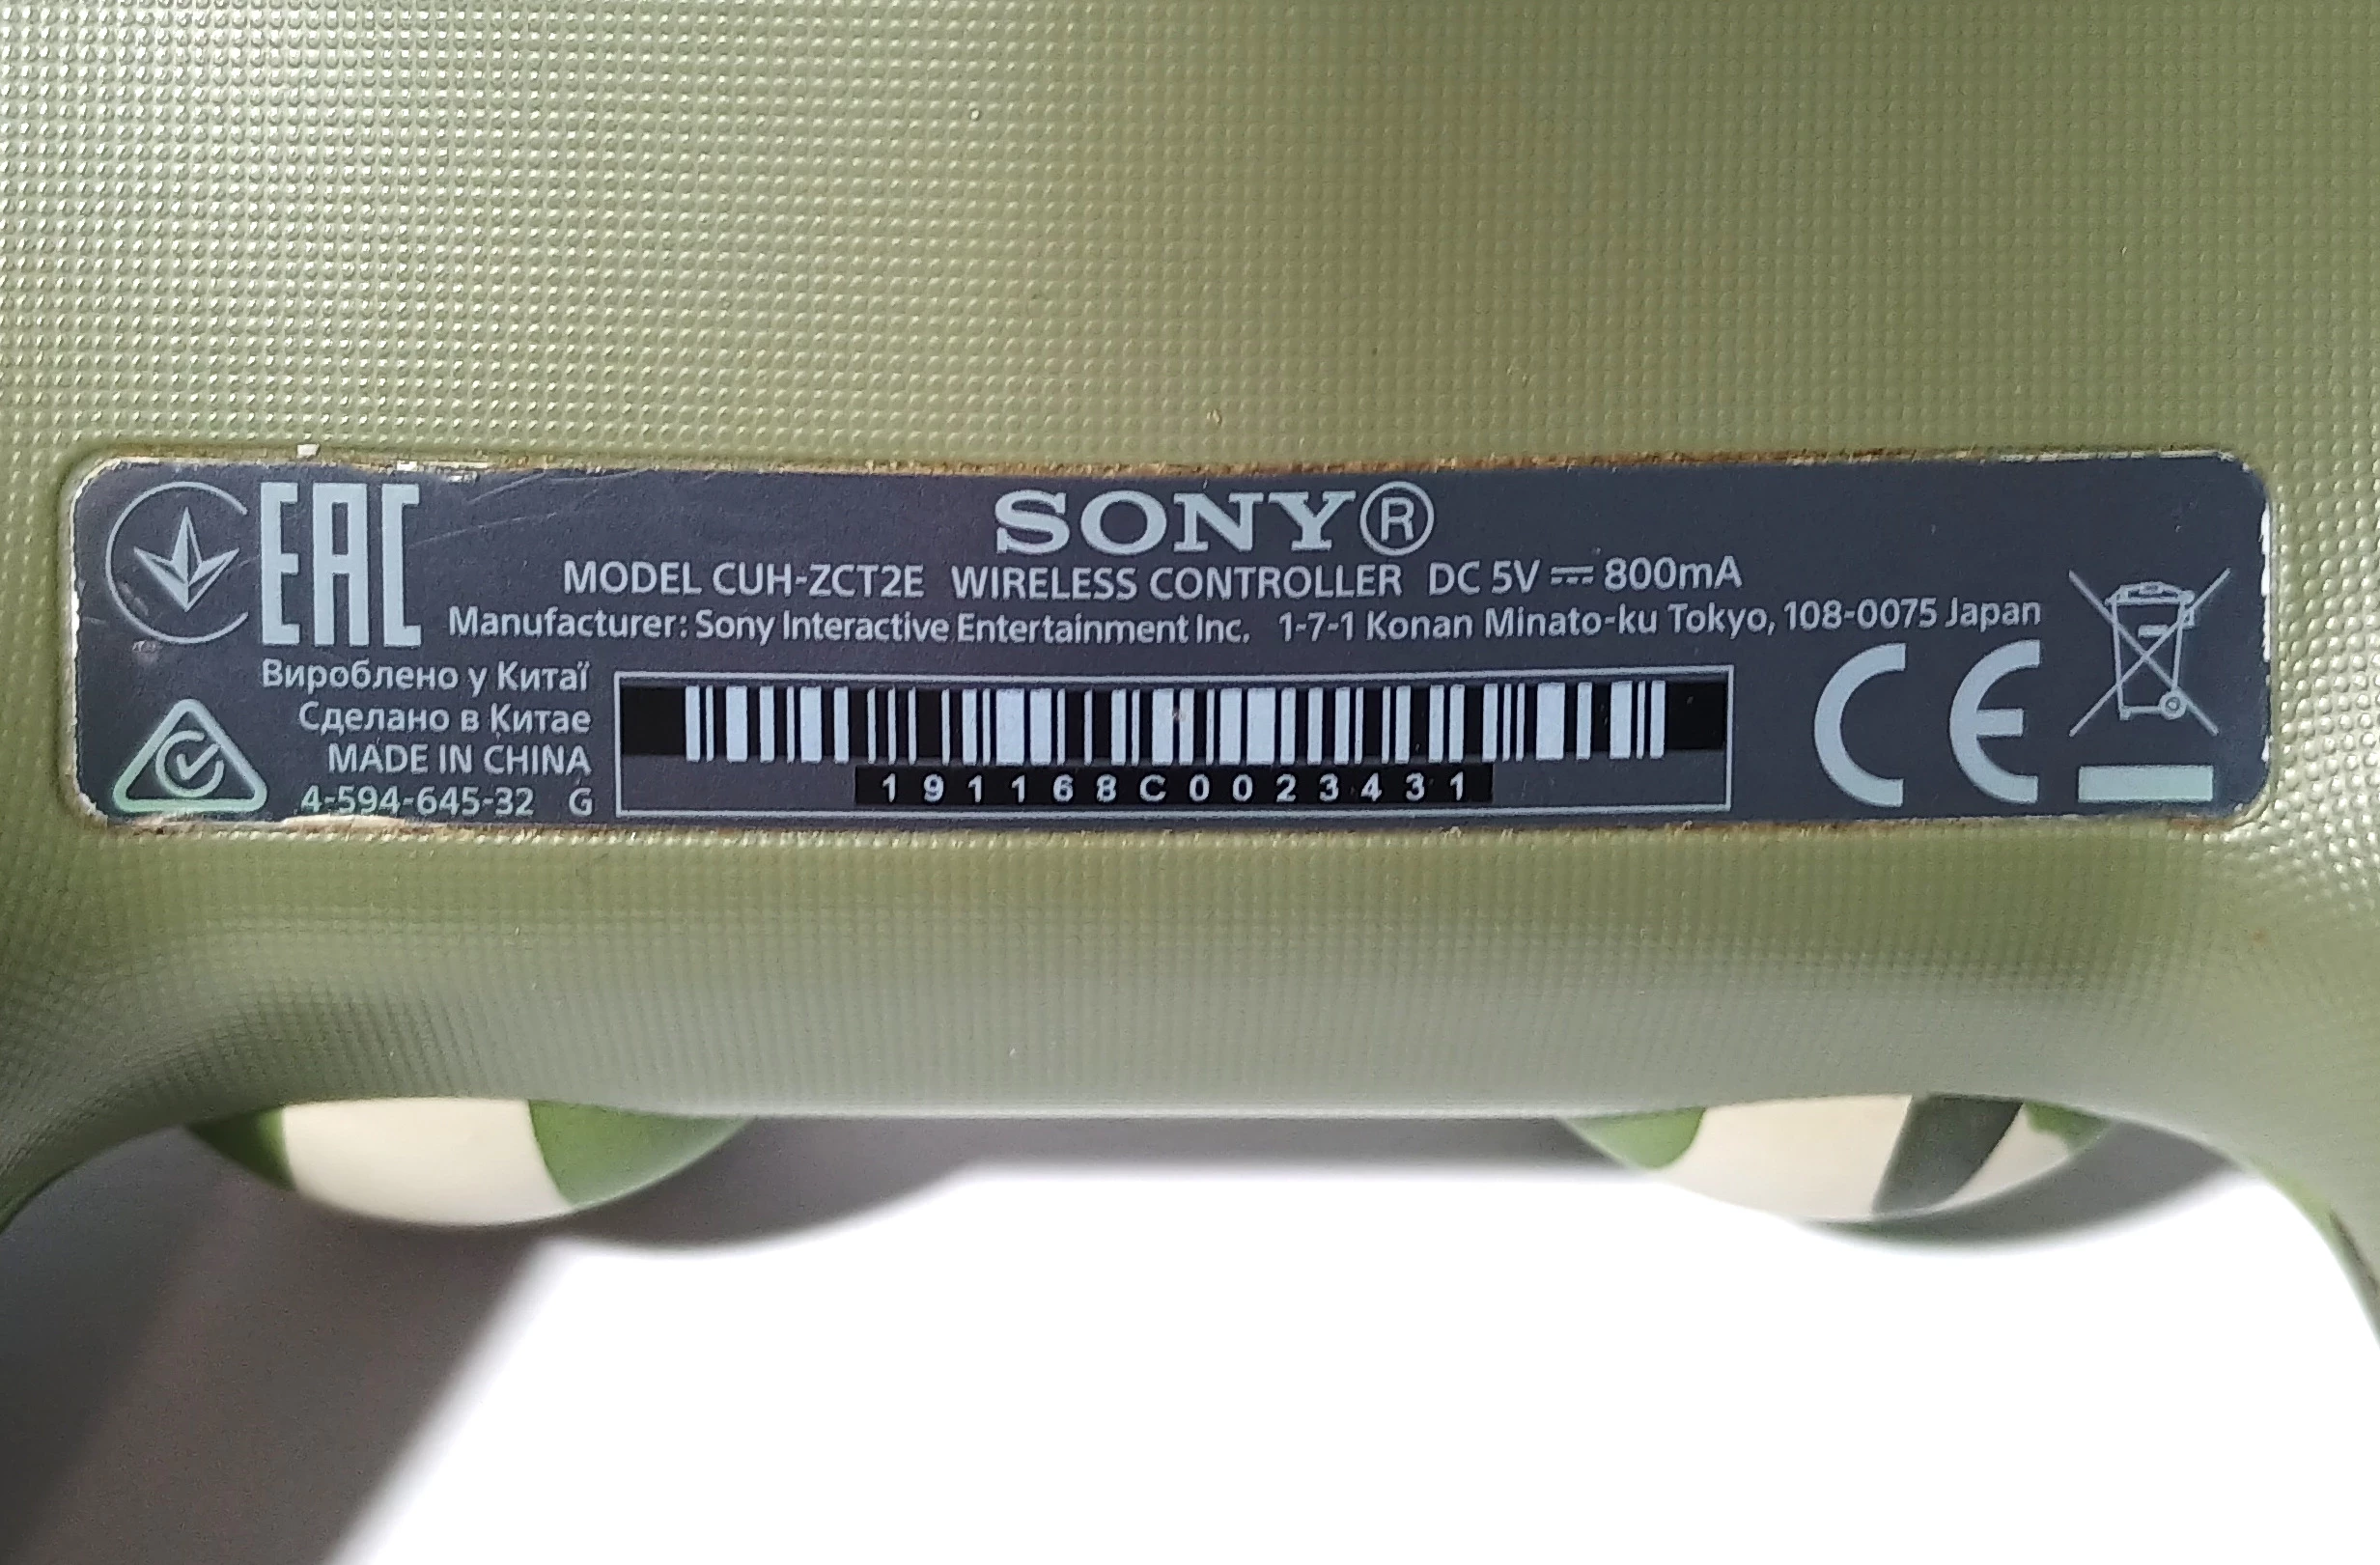 EAC
SONY®
MODEL CUH-ZCT2E WIRELESS CONTROLLER DC 5V ⎓ 800mA
Manufacturer: Sony Interactive Entertainment Inc. 1-7-1 Konan Minato-ku Tokyo, 108-0075 Japan
Вироблено у Китаї
Сделано в Китае
MADE IN CHINA
4-594-645-32 G
191168C0023431
CE